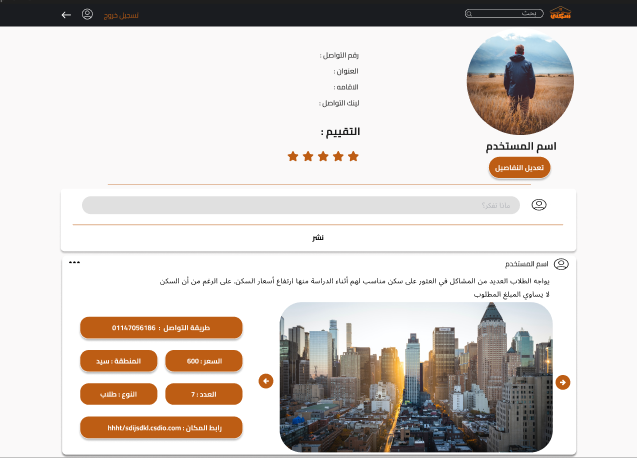 سكني
بحث
تسجيل خروج
رقم التواصل :
العنوان :
الاقامه :
لينك التواصل :
التقييم :
اسم المستخدم
تعديل التفاصيل
ماذا تفكر؟
نشر
اسم المستخدم
يواجه الطلاب العديد من المشاكل في العثور على سكن مناسب لهم أثناء الدراسة منها ارتفاع أسعار السكن، على الرغم من أن السكن
لا يساوي المبلغ المطلوب
طريقة التواصل : 01147056186
السعر : 600
المنطقة : سيد
العدد : 7
النوع : طلاب
رابط المكان : hhht/sdijsdkl.csdio.com